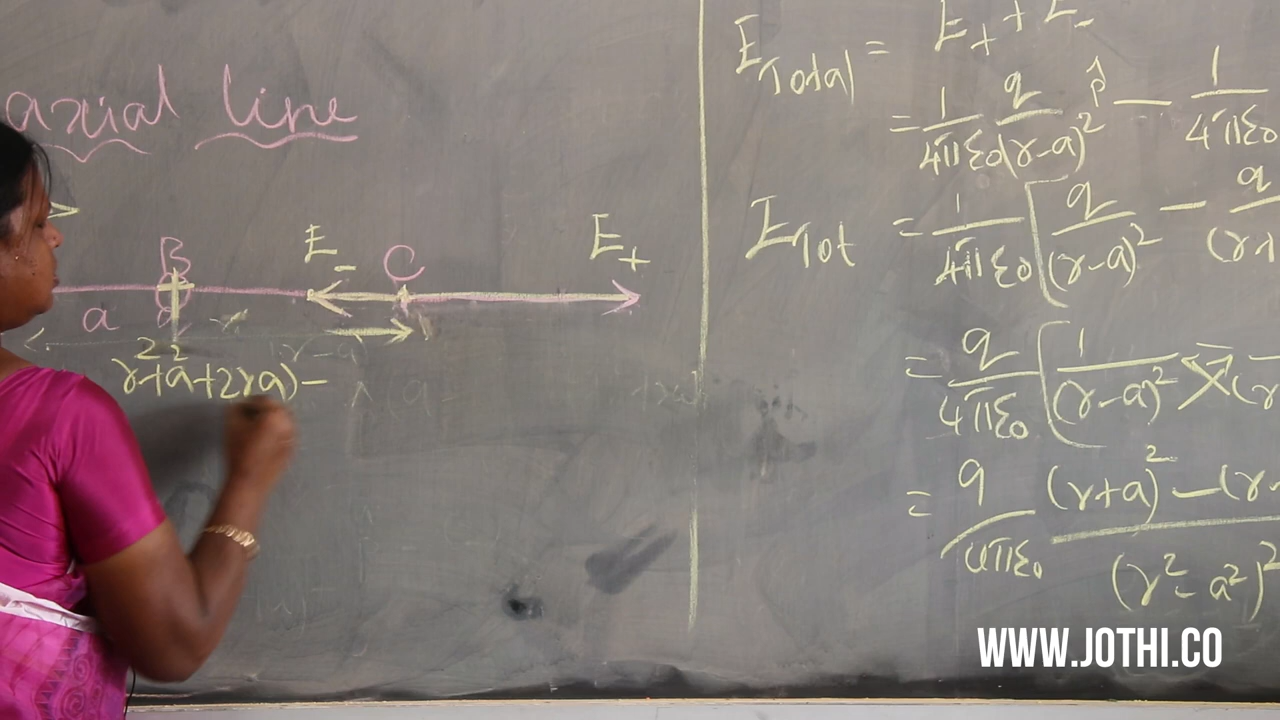 axial line
B
E₋
C
E₊
a
r²+a²+2ra)−
r−a
E_Total = E₊ + E₋
= 1/4πε₀ q/(r−a)² p̂ − 1/4πε₀
E_Tot = 1/4πε₀ [q/(r−a)² − q/(r+
= q/4πε₀ [1/(r−a)² ×
= q/4πε₀ (r+a)² − (r−/(r²−a²)²
WWW.JOTHI.CO